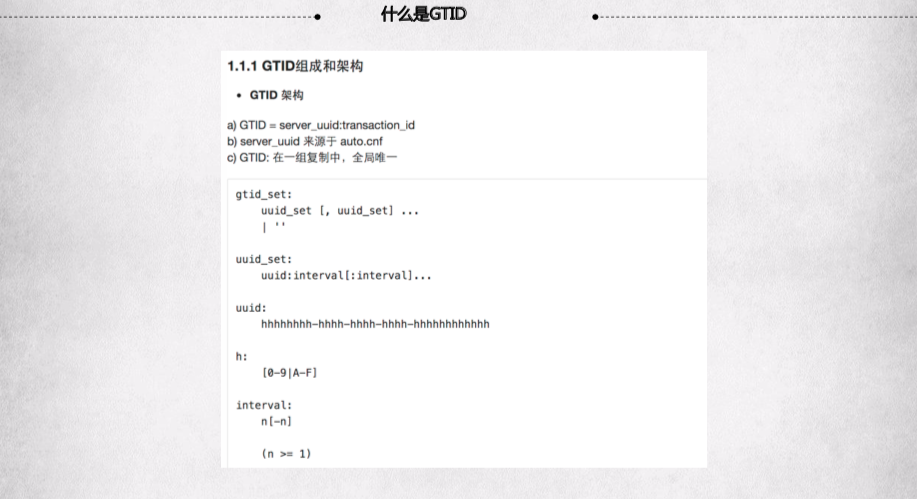 什么是GTID
1.1.1 GTID组成和架构
• GTID 架构
a) GTID = server_uuid:transaction_id
b) server_uuid 来源于 auto.cnf
c) GTID: 在一组复制中，全局唯一
gtid_set:
    uuid_set [, uuid_set] ...
    | ''
uuid_set:
    uuid:interval[:interval]...
uuid:
    hhhhhhhh-hhhh-hhhh-hhhh-hhhhhhhhhhhh
h:
    [0-9|A-F]
interval:
    n[-n]
    (n >= 1)